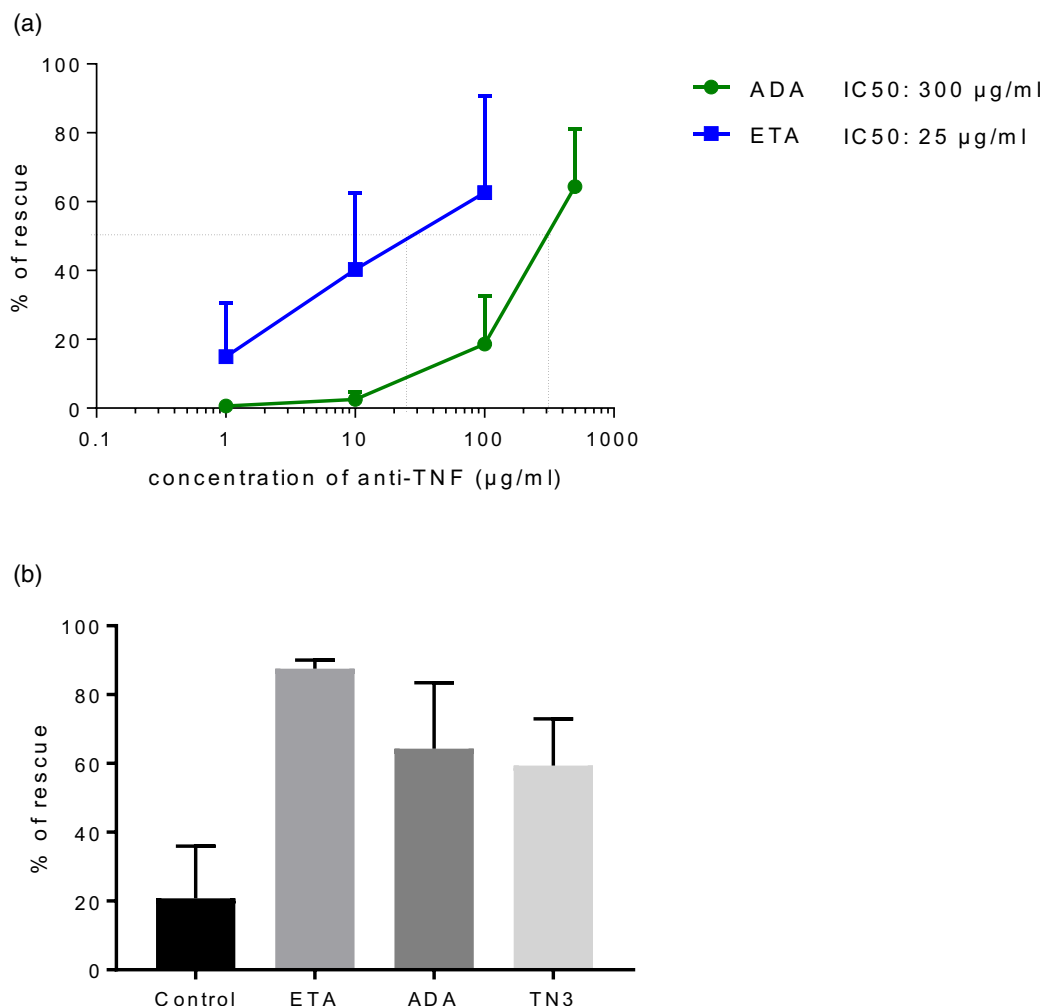 (a)
% of rescue
100
80
60
40
20
0
0.1 1 10 100 1000
concentration of anti-TNF (µg/ml)
ADA IC50: 300 µg/ml
ETA IC50: 25 µg/ml
(b)
% of rescue
100
80
60
40
20
0
Control ETA ADA TN3